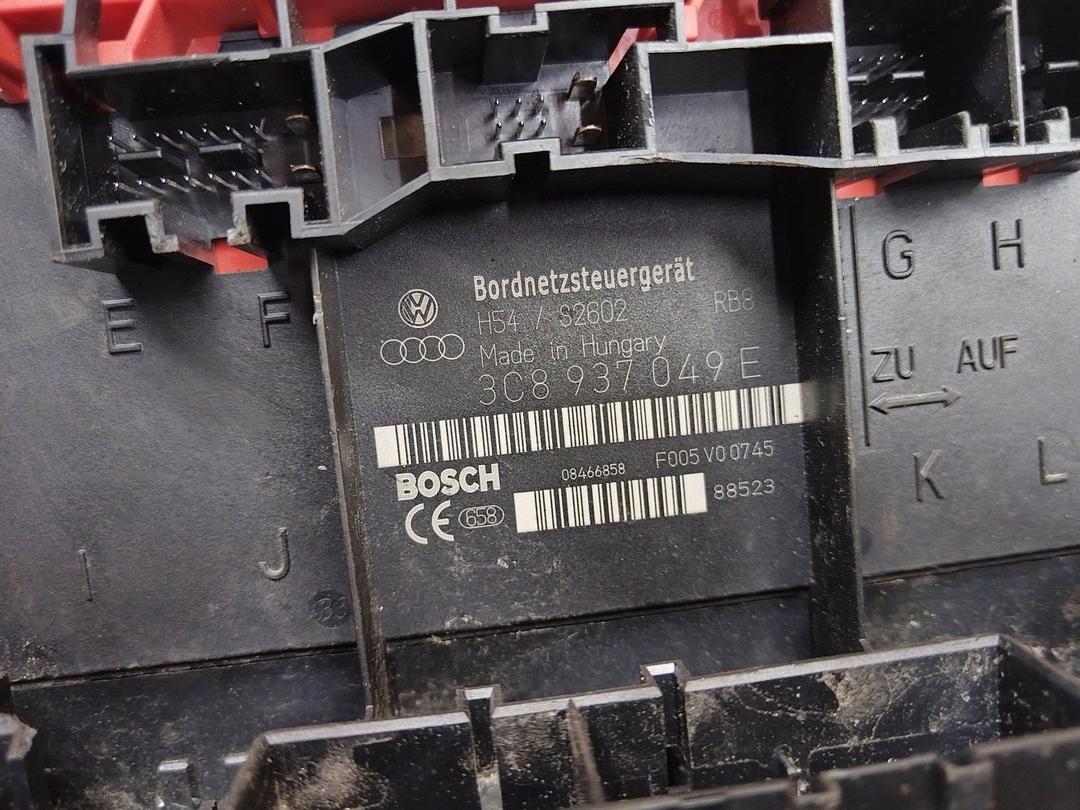 Bordnetzsteuergerät
H54 / S2602 RB8
Made in Hungary
3C8 937 049 E
BOSCH
08466858 F005 V0 0745
CE 658
88523
E F
G H
ZU AUF
K L
I J
B3